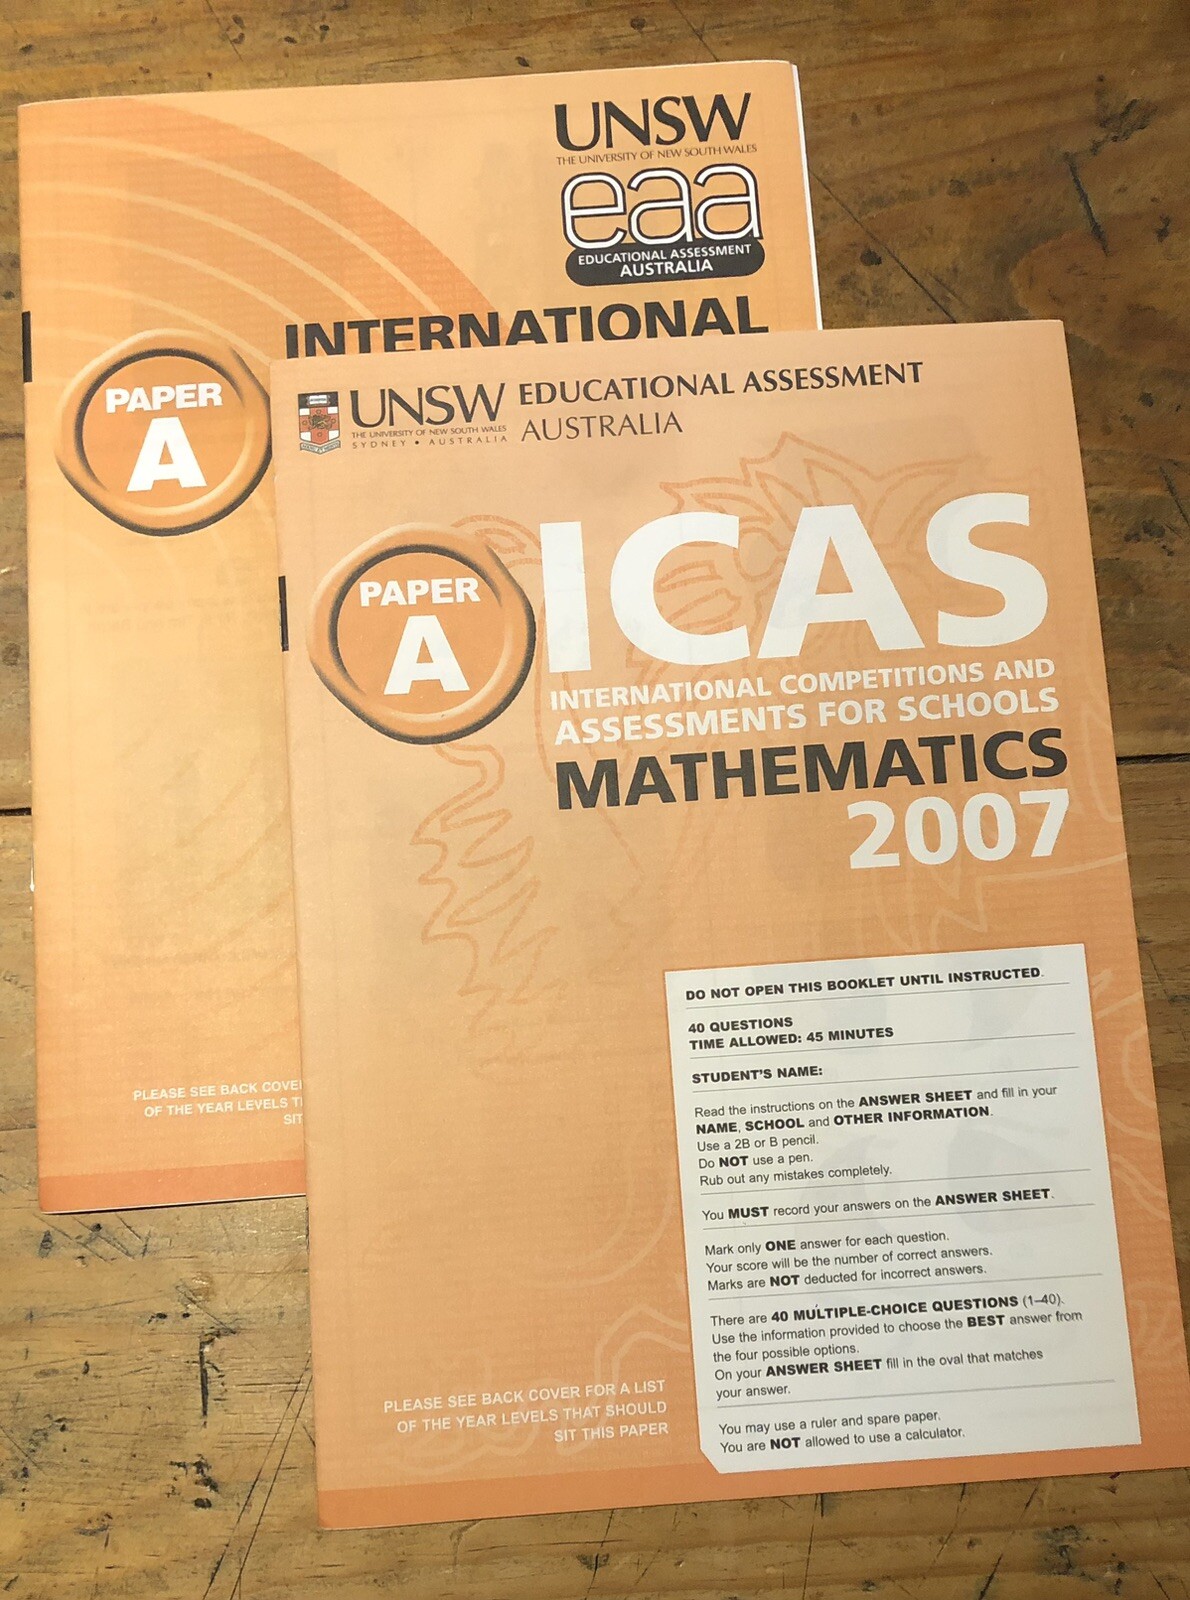 UNSW
THE UNIVERSITY OF NEW SOUTH WALES
eaa
EDUCATIONAL ASSESSMENT
AUSTRALIA
INTERNATIONAL
PAPER
A
PLEASE SEE BACK COVE
OF THE YEAR LEVELS T
SIT
UNSW EDUCATIONAL ASSESSMENT
THE UNIVERSITY OF NEW SOUTH WALES
SYDNEY • AUSTRALIA
AUSTRALIA
PAPER
A
ICAS
INTERNATIONAL COMPETITIONS AND
ASSESSMENTS FOR SCHOOLS
MATHEMATICS
2007
DO NOT OPEN THIS BOOKLET UNTIL INSTRUCTED.
40 QUESTIONS
TIME ALLOWED: 45 MINUTES
STUDENT'S NAME:
Read the instructions on the ANSWER SHEET and fill in your
NAME, SCHOOL and OTHER INFORMATION.
Use a 2B or B pencil.
Do NOT use a pen.
Rub out any mistakes completely.
You MUST record your answers on the ANSWER SHEET.
Mark only ONE answer for each question.
Your score will be the number of correct answers.
Marks are NOT deducted for incorrect answers.
There are 40 MULTIPLE-CHOICE QUESTIONS (1–40).
Use the information provided to choose the BEST answer from
the four possible options.
On your ANSWER SHEET fill in the oval that matches
your answer.
You may use a ruler and spare paper.
You are NOT allowed to use a calculator.
PLEASE SEE BACK COVER FOR A LIST
OF THE YEAR LEVELS THAT SHOULD
SIT THIS PAPER